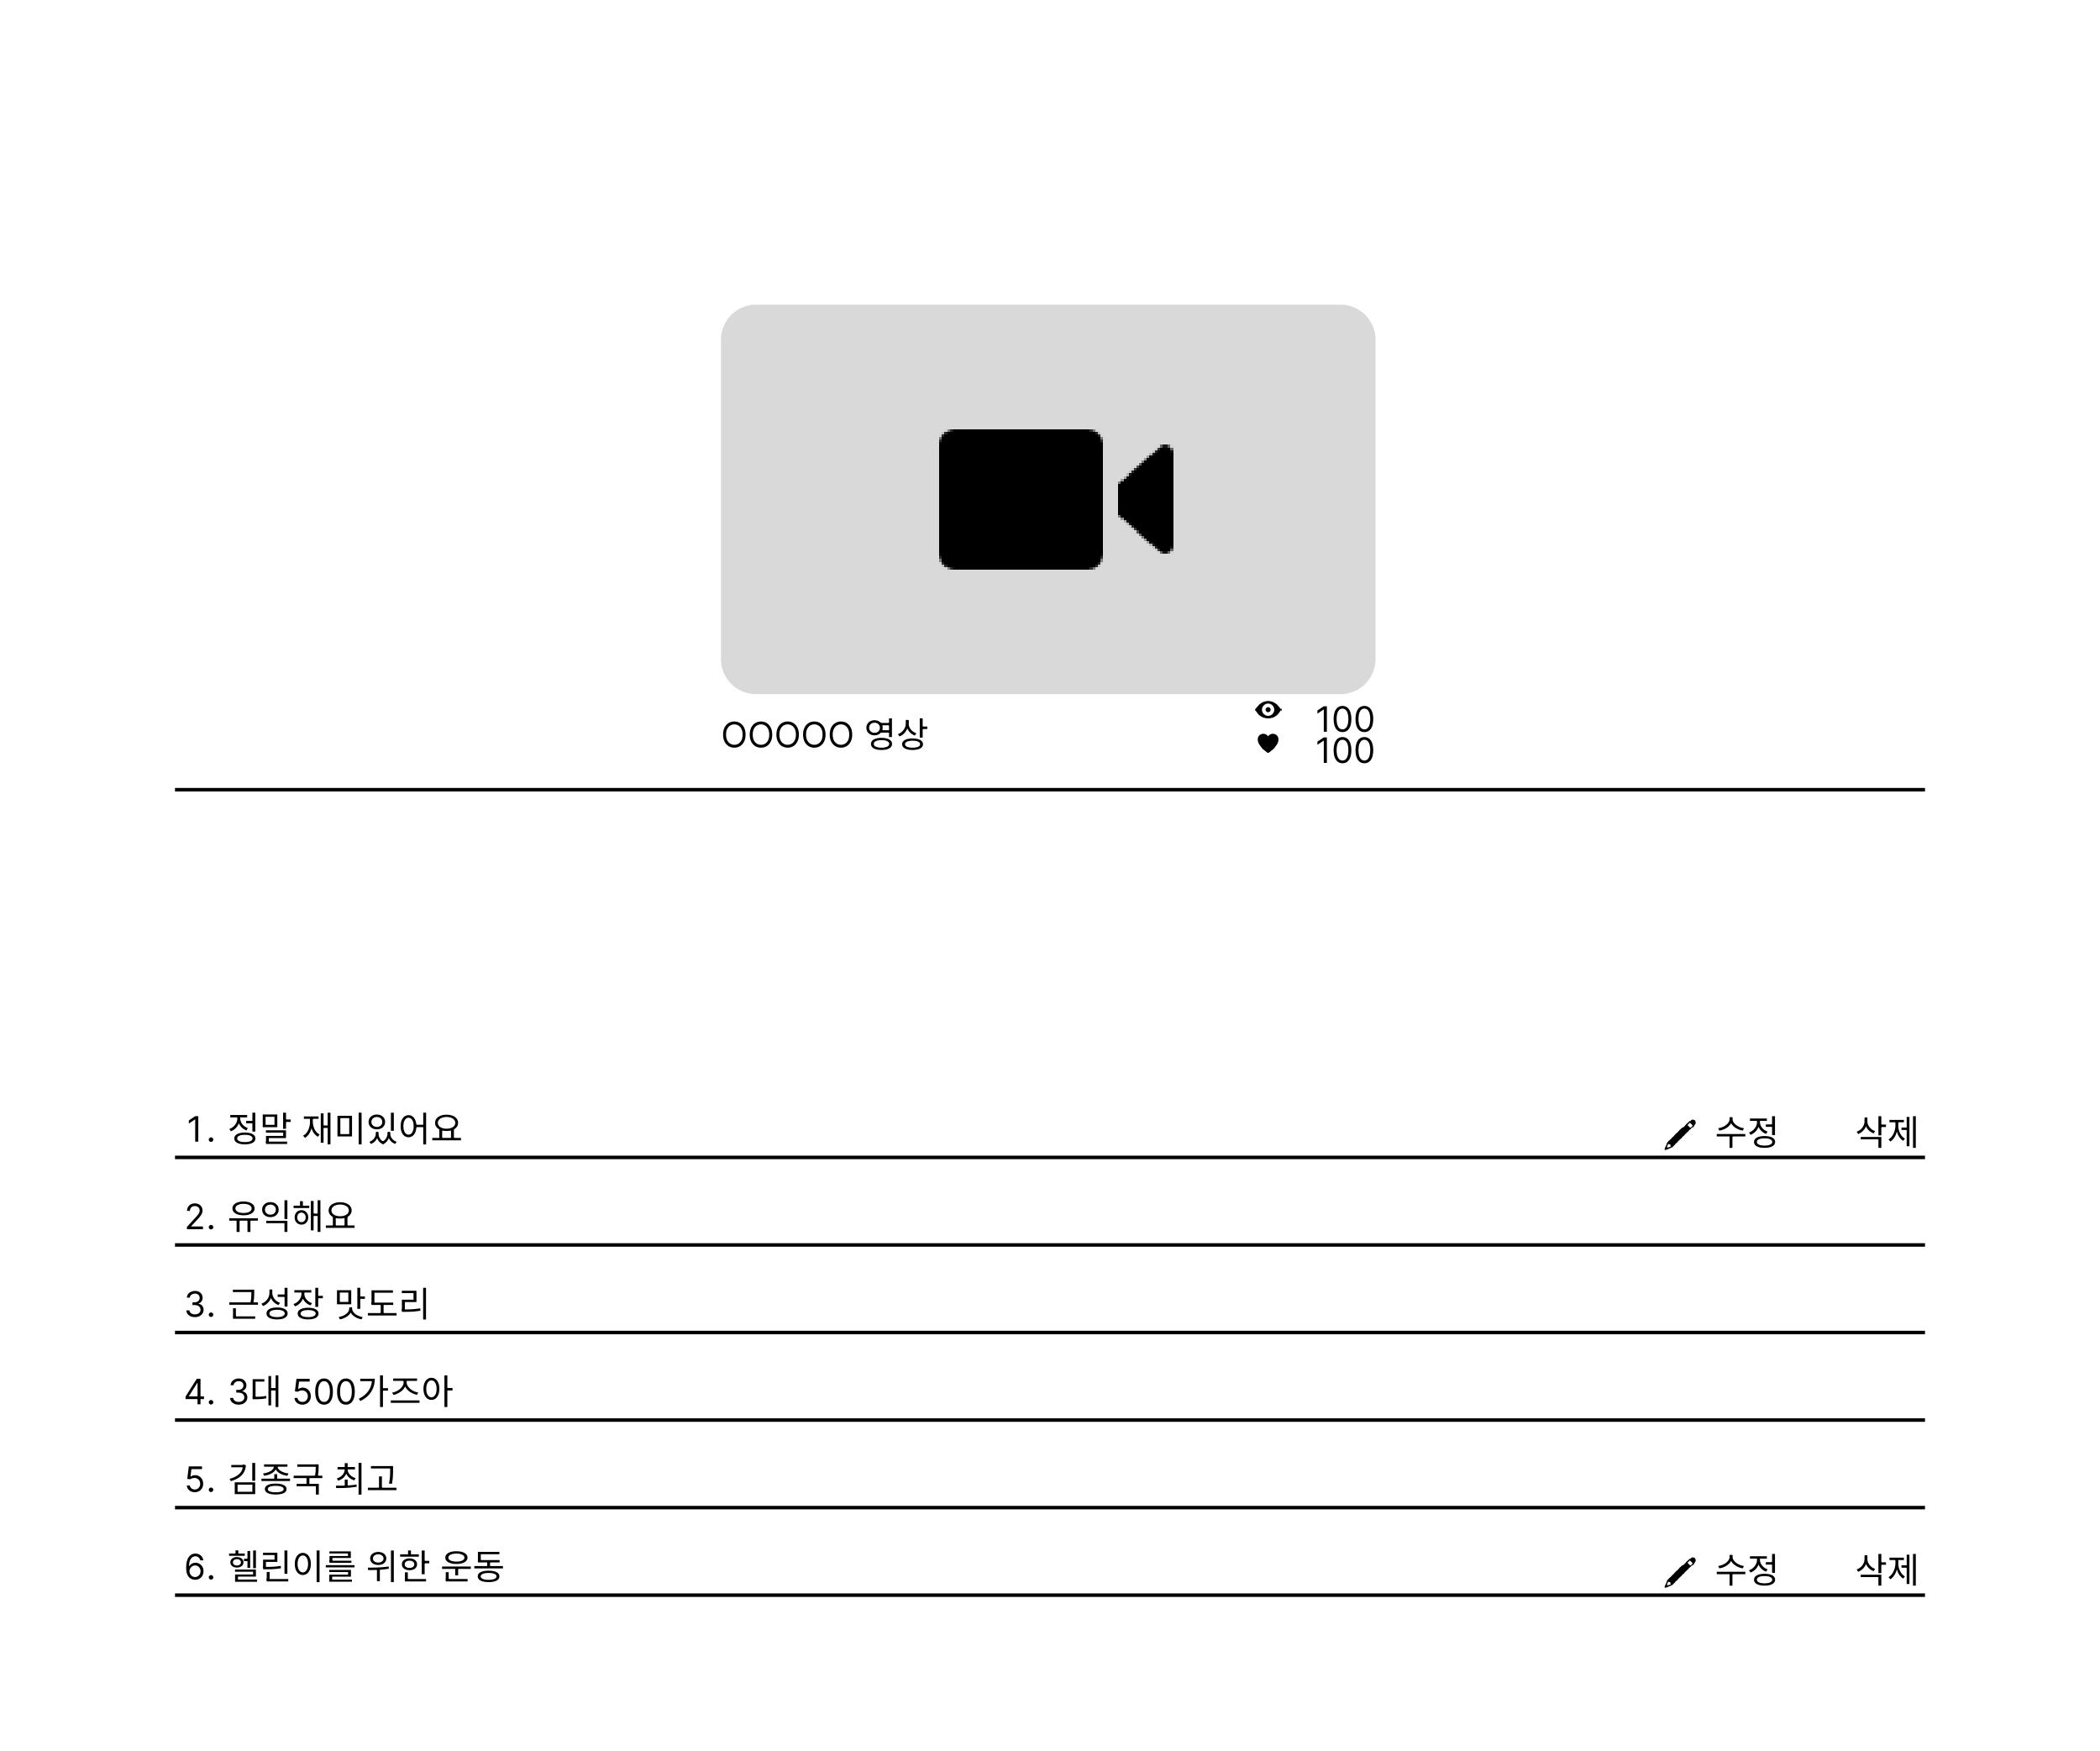 OOOOO 영상
100
100
1. 정말 재미있어요 수정 삭제
2. 유익해요
3. 근성장 맛도리
4. 3대 500가즈아
5. 김종국 최고
6. 헬린이를 위한 운동 수정 삭제